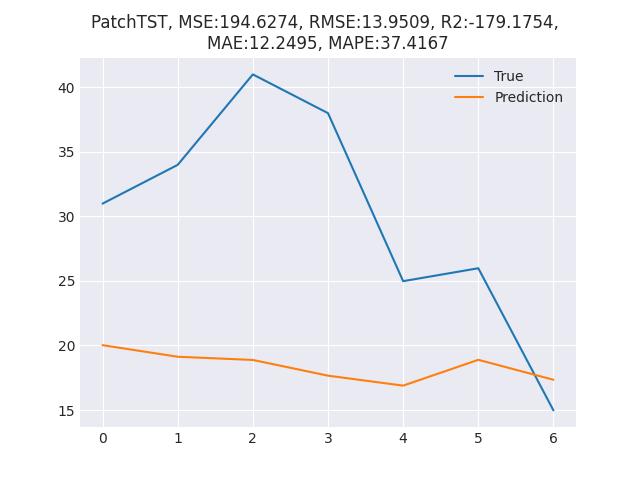 PatchTST, MSE:194.6274, RMSE:13.9509, R2:-179.1754,
MAE:12.2495, MAPE:37.4167
True
Prediction
40
35
30
25
20
15
0 1 2 3 4 5 6